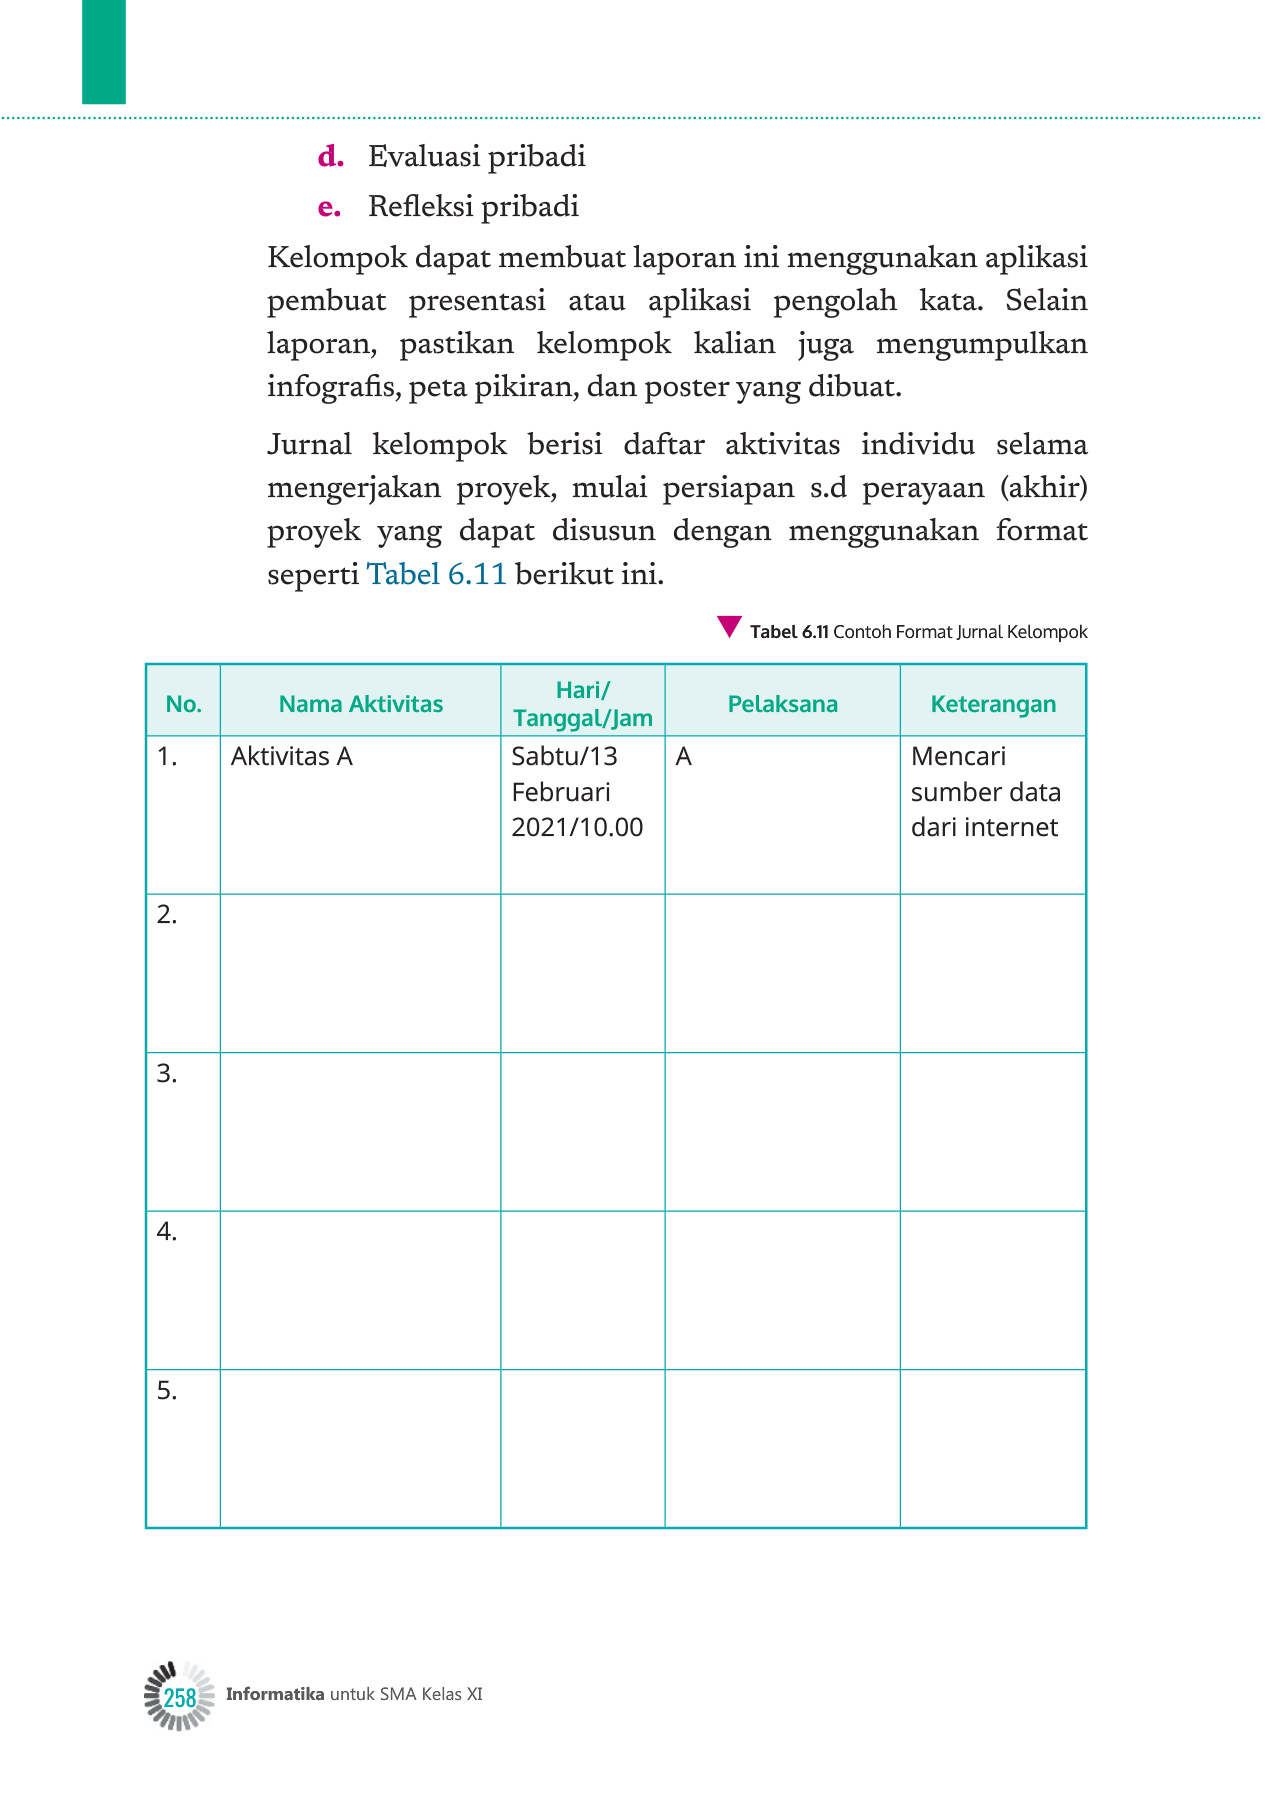 d. Evaluasi pribadi
e. Refleksi pribadi
Kelompok dapat membuat laporan ini menggunakan aplikasi
pembuat presentasi atau aplikasi pengolah kata. Selain
laporan, pastikan kelompok kalian juga mengumpulkan
infografis, peta pikiran, dan poster yang dibuat.
Jurnal kelompok berisi daftar aktivitas individu selama
mengerjakan proyek, mulai persiapan s.d perayaan (akhir)
proyek yang dapat disusun dengan menggunakan format
seperti Tabel 6.11 berikut ini.
Tabel 6.11 Contoh Format Jurnal Kelompok
No. Nama Aktivitas Hari/ Pelaksana Keterangan
Tanggal/Jam
1. Aktivitas A Sabtu/13 A Mencari
Februari sumber data
2021/10.00 dari internet
2.
3.
4.
5.
258 Informatika untuk SMA Kelas XI